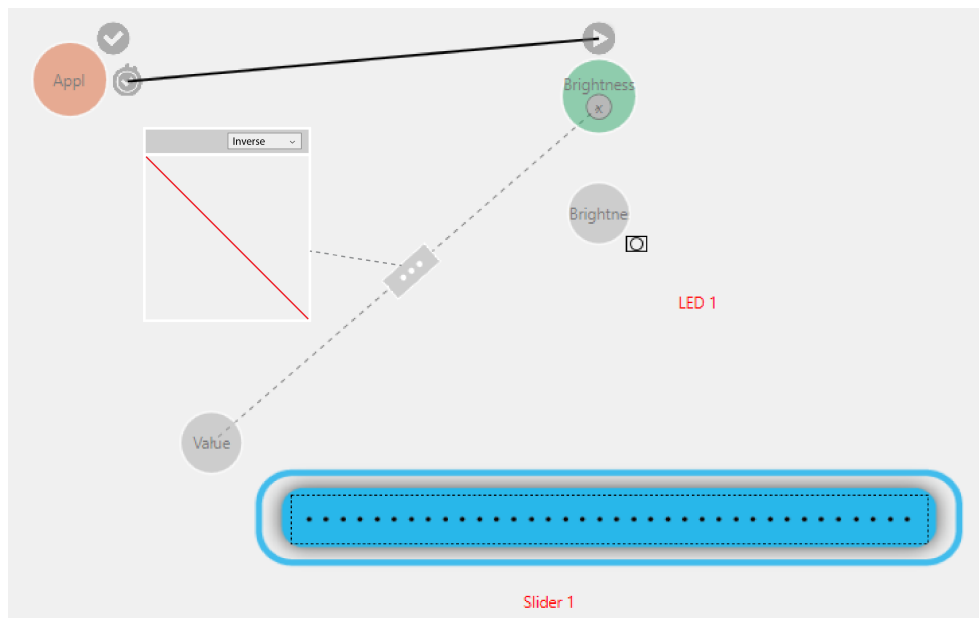 Appl
Brightness
Inverse
Brightne
LED 1
Value
Slider 1